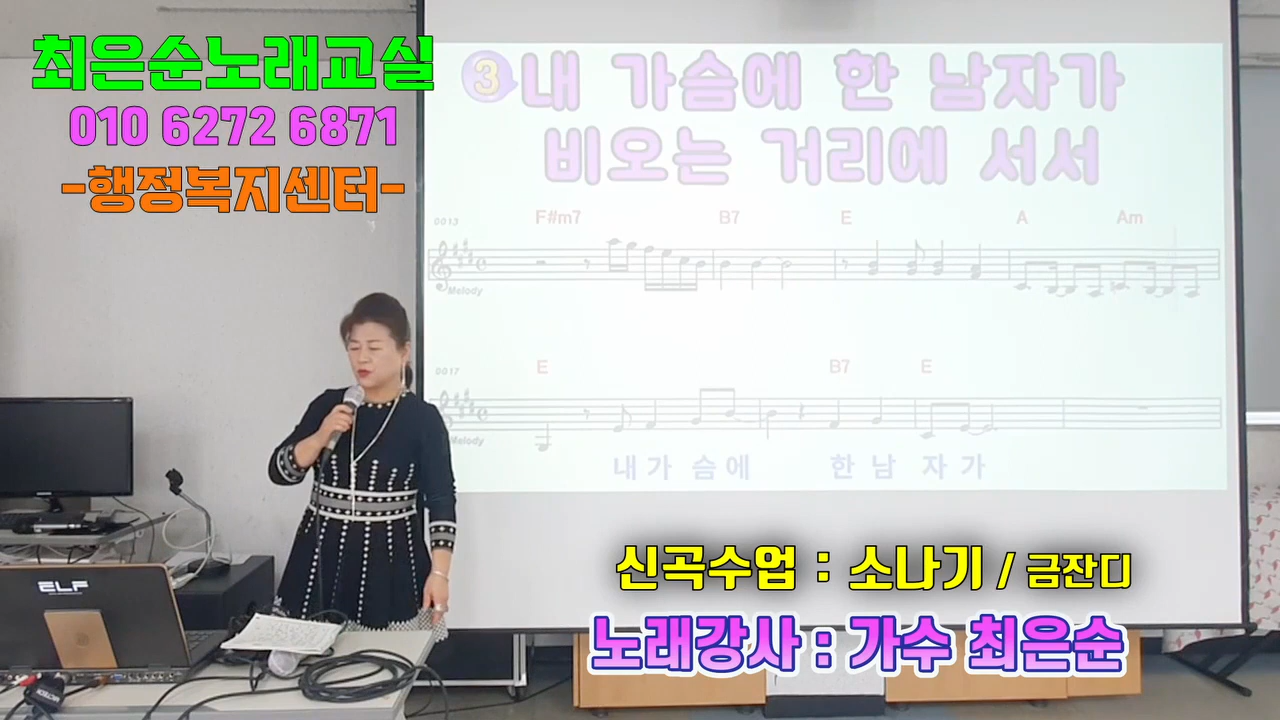 최은순노래교실
010 6272 6871
-행정복지센터-
3 내 가슴에 한 남자가
비오는 거리에 서서
0013
F#m7 B7 E A Am
Melody
0017
E B7 E
Melody
내가 슴에 한 남 자 가
신곡수업 : 소나기 / 금잔디
노래강사 : 가수 최은순
ELF